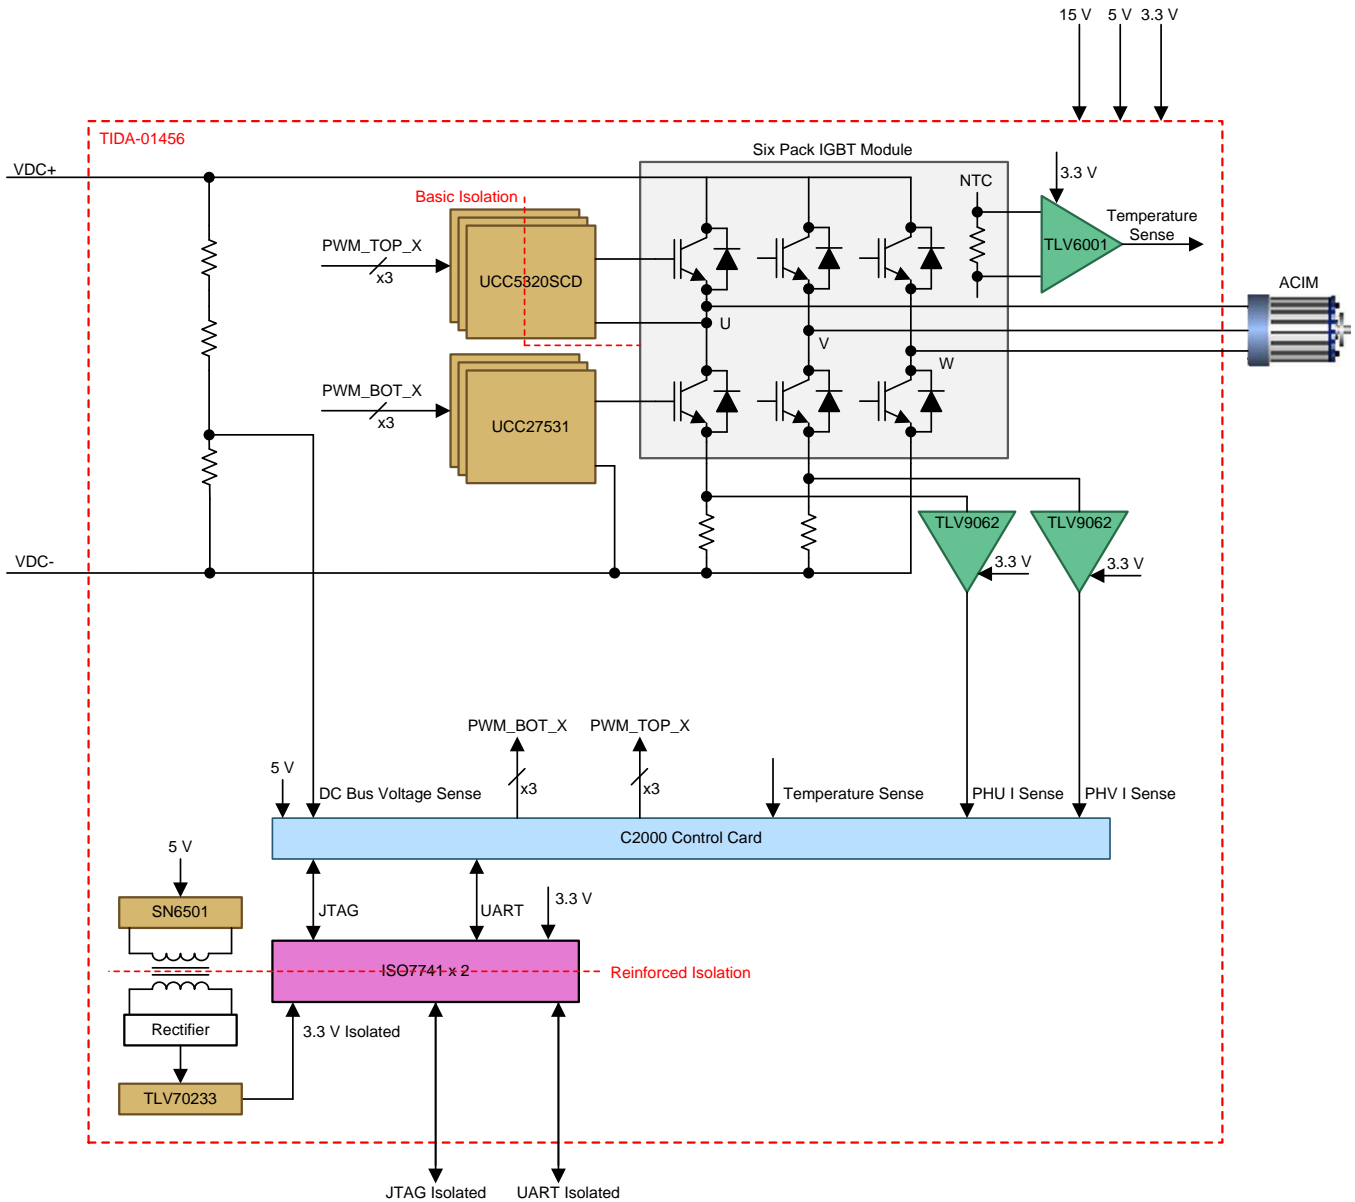 15 V
5 V
3.3 V
TIDA-01456
VDC+
Six Pack IGBT Module
Basic Isolation
NTC
3.3 V
Temperature
Sense
TLV6001
PWM_TOP_X
x3
UCC5320SCD
ACIM
U
V
W
PWM_BOT_X
x3
UCC27531
TLV9062
TLV9062
VDC-
3.3 V
3.3 V
PWM_BOT_X
PWM_TOP_X
5 V
x3
x3
DC Bus Voltage Sense
Temperature Sense
PHU I Sense
PHV I Sense
C2000 Control Card
5 V
JTAG
UART
3.3 V
SN6501
ISO7741 x 2
Reinforced Isolation
Rectifier
3.3 V Isolated
TLV70233
JTAG Isolated
UART Isolated